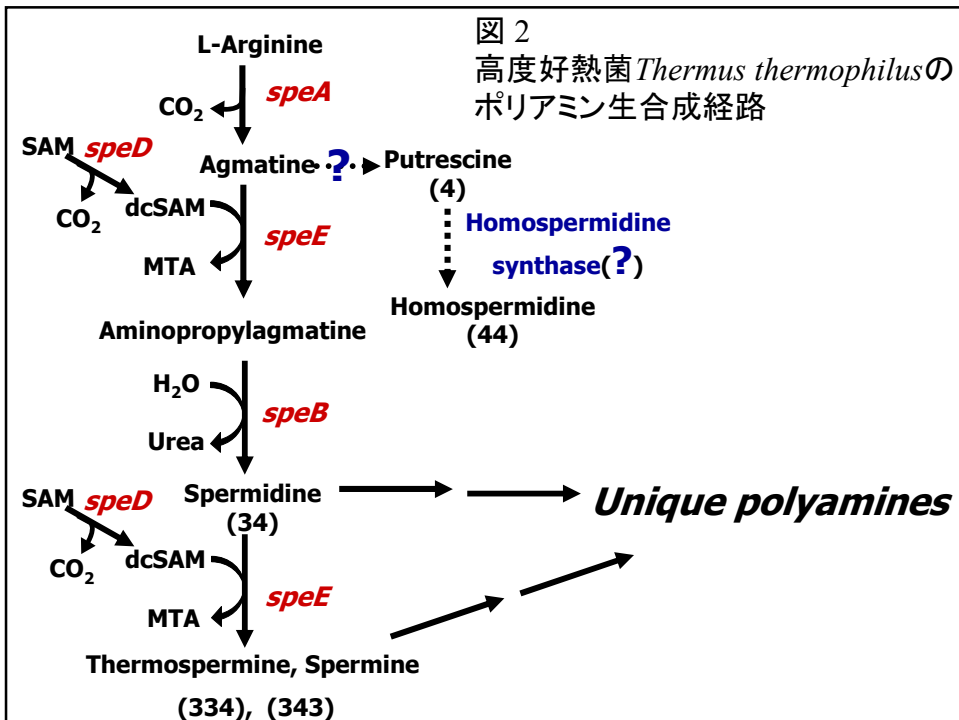 図 2
高度好熱菌Thermus thermophilusの
ポリアミン生合成経路
L-Arginine
speA
CO₂
SAM speD
Agmatine ? Putrescine
(4)
CO₂
dcSAM
speE
MTA
Homospermidine
synthase(?)
Homospermidine
(44)
Aminopropylagmatine
H₂O
speB
Urea
SAM speD
Spermidine
(34)
Unique polyamines
CO₂
dcSAM
speE
MTA
Thermospermine, Spermine
(334), (343)